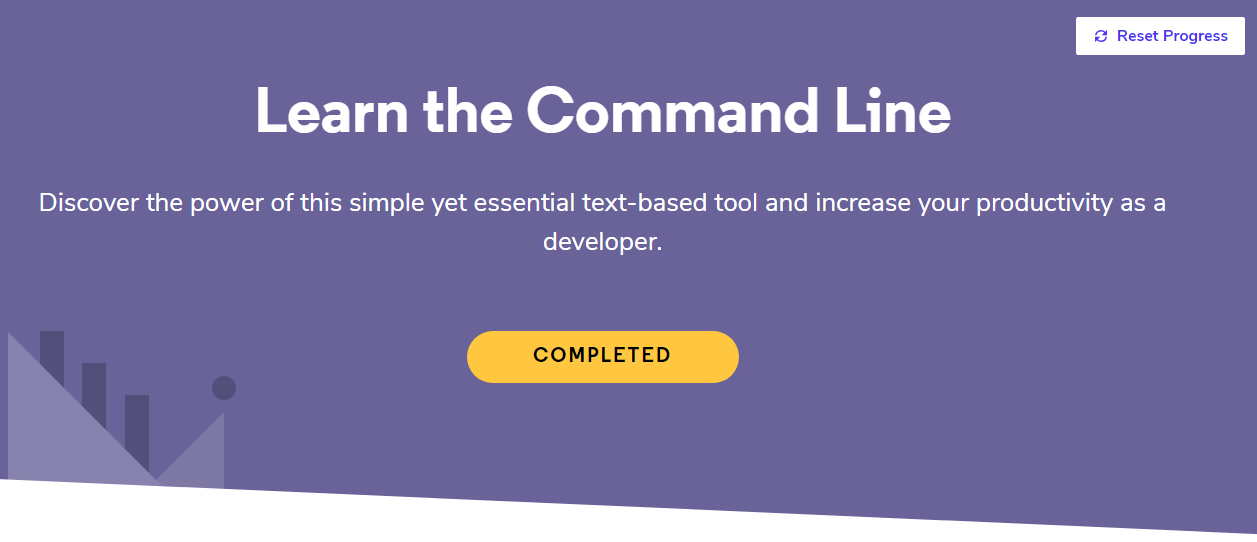 Reset Progress
Learn the Command Line
Discover the power of this simple yet essential text-based tool and increase your productivity as a
developer.
COMPLETED